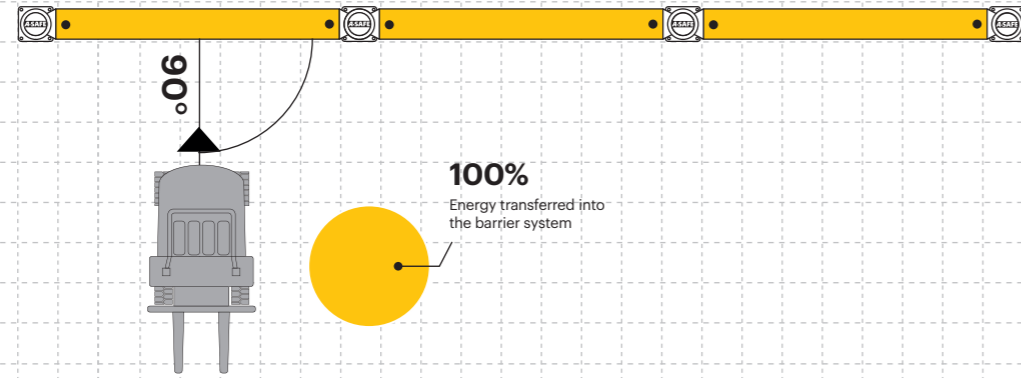 A-SAFE
A-SAFE
A-SAFE
A-SAFE
90°
100%
Energy transferred into
the barrier system